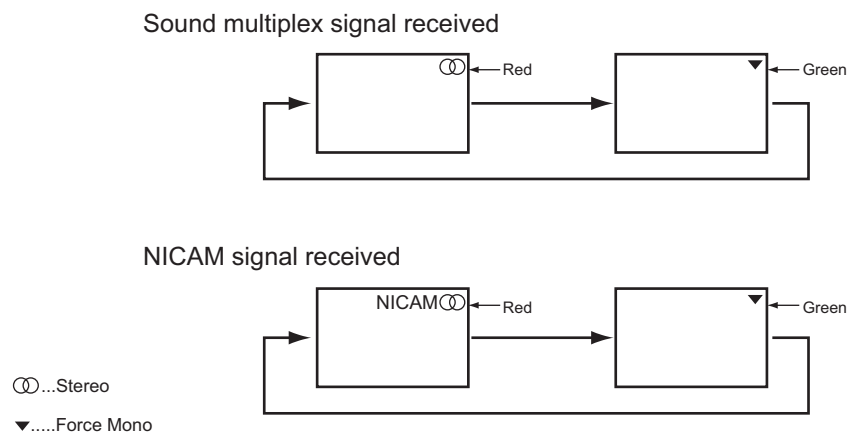 Sound multiplex signal received
Red
Green
NICAM signal received
NICAM
Red
Green
...Stereo
.....Force Mono